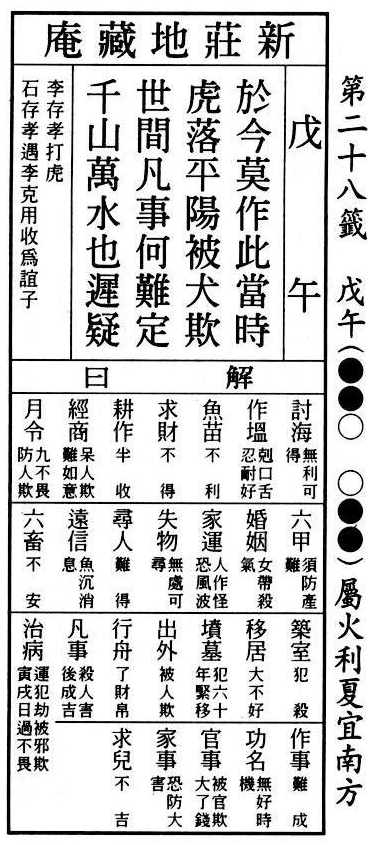 第二十八籤 戊午(●●○ ○●●)屬火利夏宜南方
新莊地藏庵
戊午
於今莫作此當時
虎落平陽被犬欺
世間凡事何難定
千山萬水也遲疑
李存孝打虎
石存孝遇李克用收為誼子
解曰
討海 無利可得
作塭 剋口舌忍耐好
魚苗 不利
求財 不得
耕作 半收
經商 呆人欺難如意
月令 九不畏防人欺
六甲 須防產難
婚姻 女帶殺氣
家運 人作怪恐風波
失物 無處可尋
尋人 難得
遠信 魚沉消息
六畜 不安
築室 犯殺
移居 大不好
墳墓 犯六十年緊移
出外 被人欺
行舟 了財帛
凡事 殺人害後成吉
治病 運犯劫被邪欺寅戌日過不畏
作事 難成
功名 無好時機
官事 被官欺大了錢
家事 恐防大害
求兒 不吉